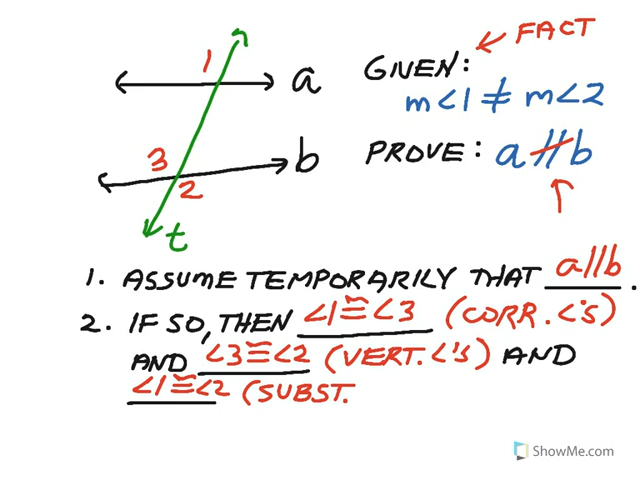 FACT
1
a
GIVEN:
m∠1 ≠ m∠2
3
b
2
PROVE: a ∦ b
t
1. ASSUME TEMPORARILY THAT a//b.
2. IF SO, THEN ∠1≅∠3 (CORR. ∠'S)
AND ∠3≅∠2 (VERT. ∠'S) AND
∠1≅∠2 (SUBST.
ShowMe.com